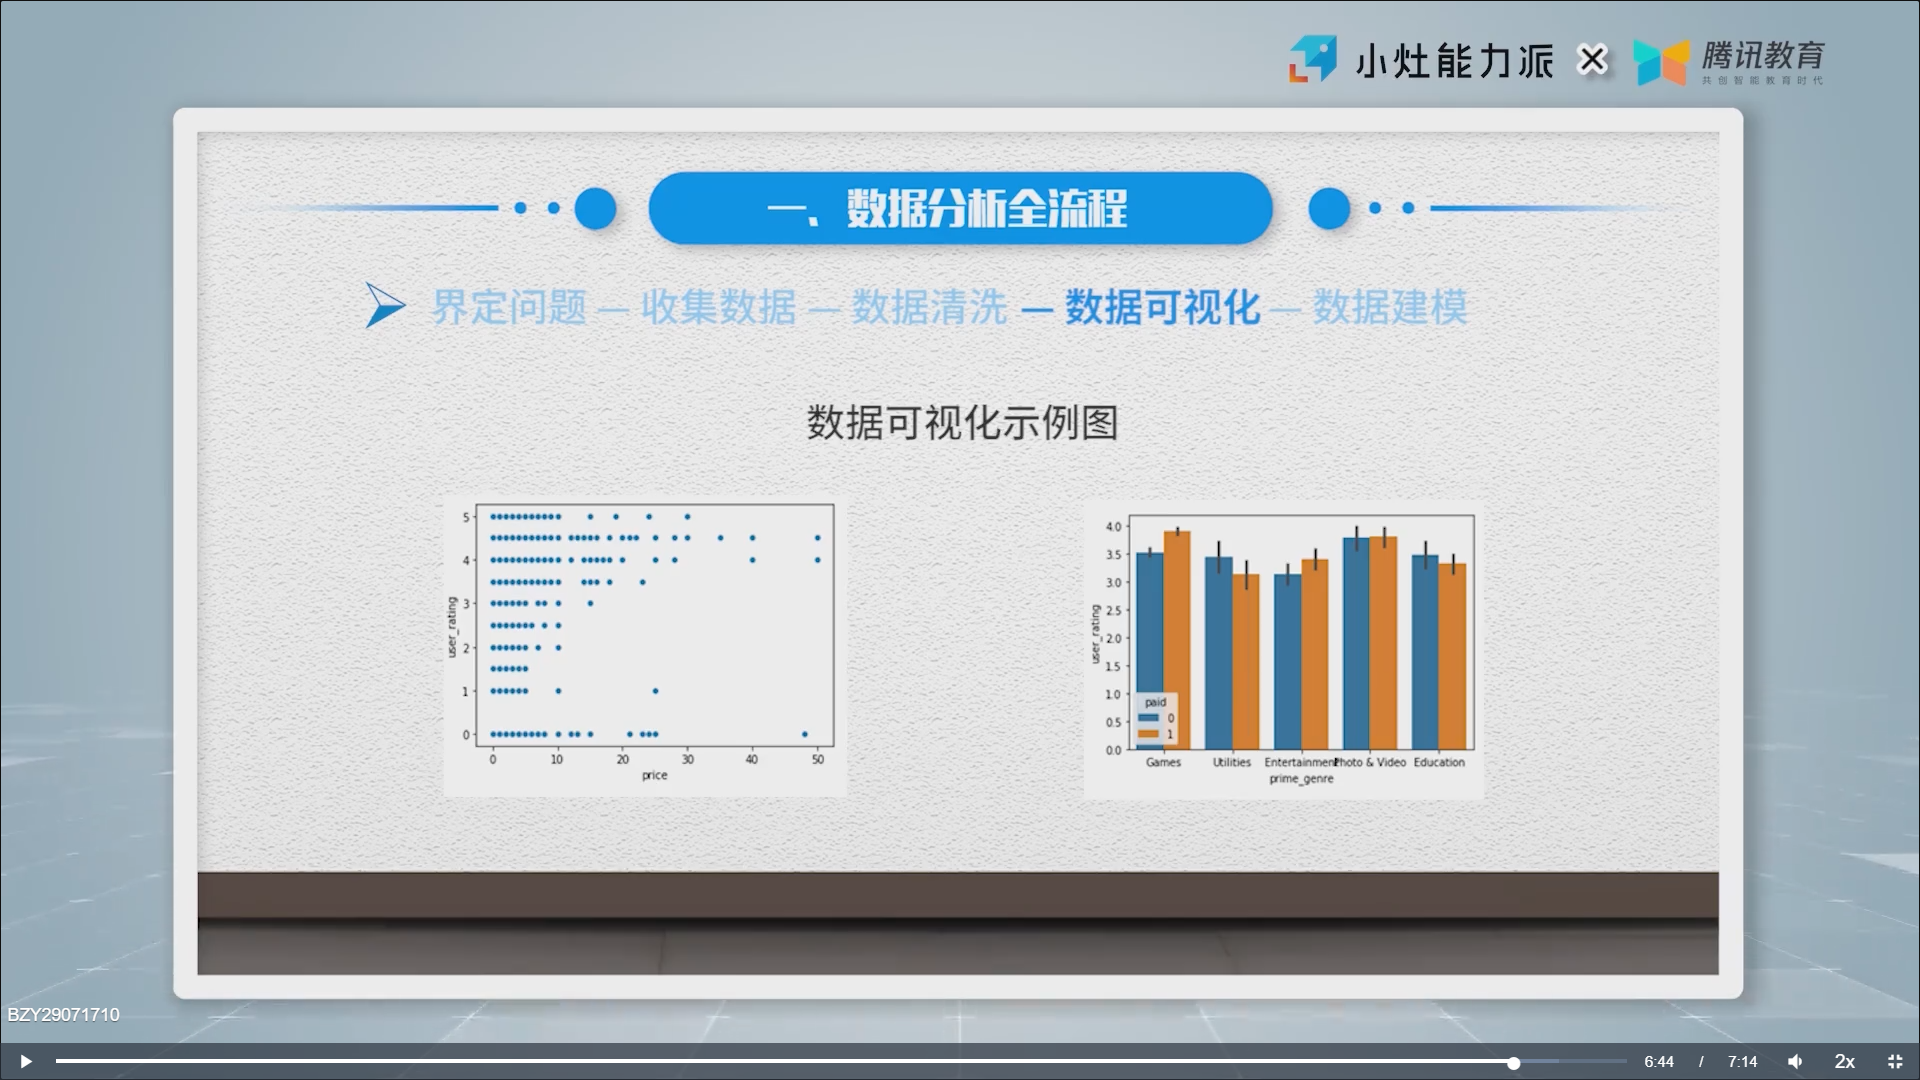 小灶能力派 × 腾讯教育
共创智能教育时代
一、数据分析全流程
界定问题 — 收集数据 — 数据清洗 — 数据可视化 — 数据建模
数据可视化示例图
5
4
3
2
1
0
user_rating
0 10 20 30 40 50
price
4.0
3.5
3.0
2.5
2.0
1.5
1.0
0.5
0.0
user_rating
paid
0
1
Games Utilities Entertainment Photo & Video Education
prime_genre
BZY29071710
6:44 / 7:14 2x